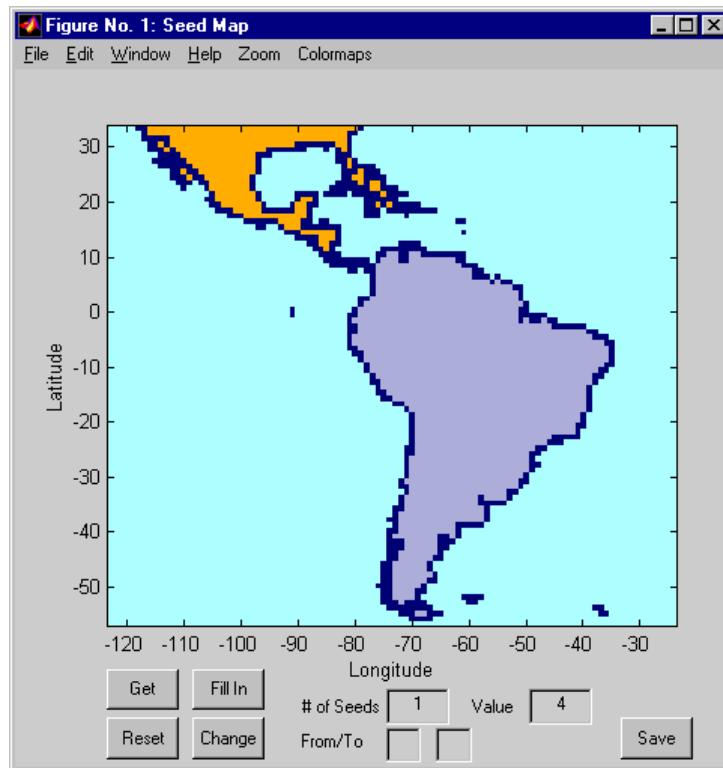 Figure No. 1: Seed Map
File Edit Window Help Zoom Colormaps
30
20
10
0
-10
-20
-30
-40
-50
Latitude
-120 -110 -100 -90 -80 -70 -60 -50 -40 -30
Longitude
Get Fill In
# of Seeds 1 Value 4
Reset Change From/To Save